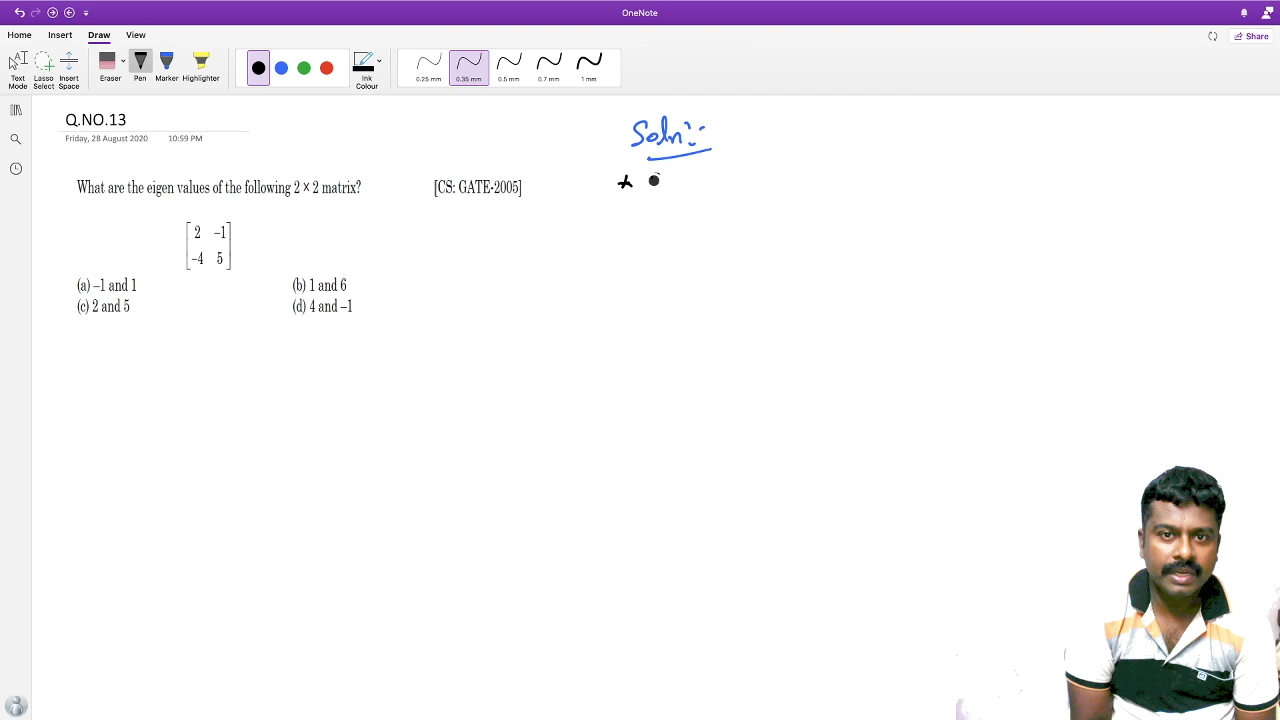 OneNote
Home Insert Draw View
Share
Text Mode
Lasso Select
Insert Space
Eraser
Pen
Marker
Highlighter
Ink Colour
0.25 mm
0.35 mm
0.5 mm
0.7 mm
1 mm
Q.NO.13
Friday, 28 August 2020 10:59 PM
Soln:-
What are the eigen values of the following 2 × 2 matrix? [CS: GATE-2005]
2 –1
–4 5
(a) –1 and 1 (b) 1 and 6
(c) 2 and 5 (d) 4 and –1